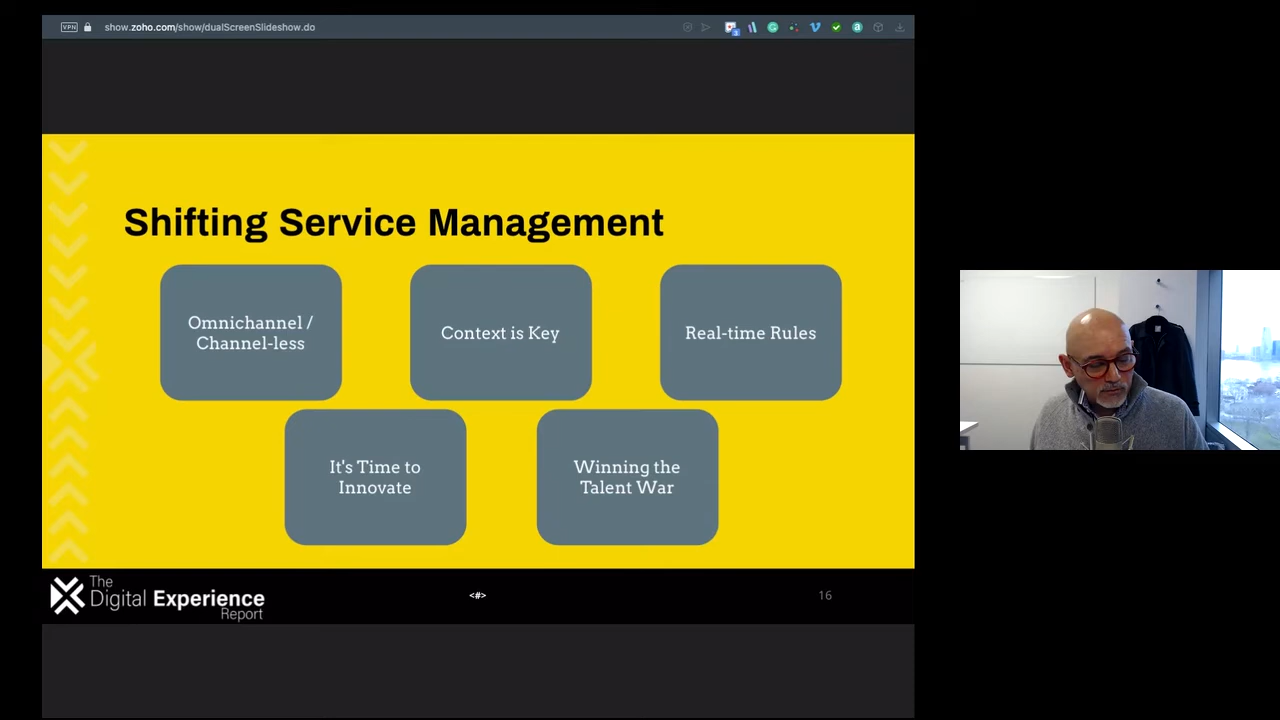 VPN
show.zoho.com/show/dualScreenSlideshow.do
Shifting Service Management
Omnichannel /
Channel-less
Context is Key
Real-time Rules
It's Time to
Innovate
Winning the
Talent War
The
Digital Experience
Report
<#>
16